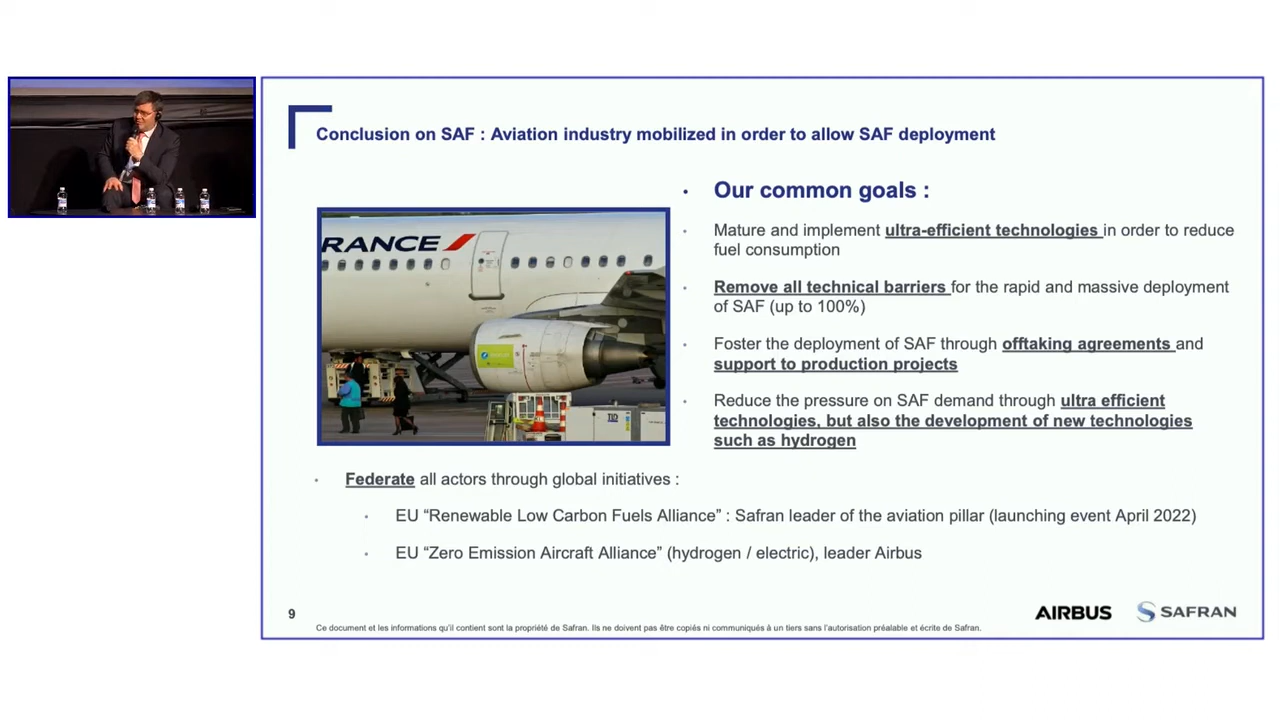 Conclusion on SAF : Aviation industry mobilized in order to allow SAF deployment
RANCE
• Our common goals :
• Mature and implement ultra-efficient technologies in order to reduce
fuel consumption
• Remove all technical barriers for the rapid and massive deployment
of SAF (up to 100%)
• Foster the deployment of SAF through offtaking agreements and
support to production projects
• Reduce the pressure on SAF demand through ultra efficient
technologies, but also the development of new technologies
such as hydrogen
• Federate all actors through global initiatives :
• EU “Renewable Low Carbon Fuels Alliance” : Safran leader of the aviation pillar (launching event April 2022)
• EU “Zero Emission Aircraft Alliance” (hydrogen / electric), leader Airbus
9
Ce document et les informations qu'il contient sont la propriété de Safran. Ils ne doivent pas être copiés ni communiqués à un tiers sans l'autorisation préalable et écrite de Safran.
AIRBUS
SAFRAN